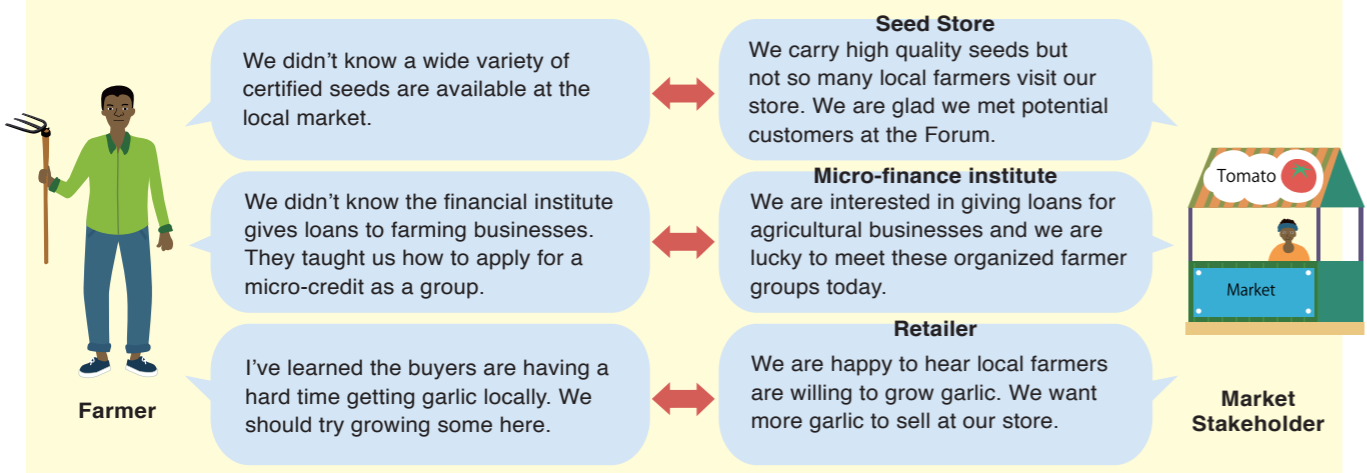 We didn't know a wide variety of
certified seeds are available at the
local market.
Seed Store
We carry high quality seeds but
not so many local farmers visit our
store. We are glad we met potential
customers at the Forum.
We didn't know the financial institute
gives loans to farming businesses.
They taught us how to apply for a
micro-credit as a group.
Micro-finance institute
We are interested in giving loans for
agricultural businesses and we are
lucky to meet these organized farmer
groups today.
I've learned the buyers are having a
hard time getting garlic locally. We
should try growing some here.
Retailer
We are happy to hear local farmers
are willing to grow garlic. We want
more garlic to sell at our store.
Farmer
Tomato
Market
Market
Stakeholder